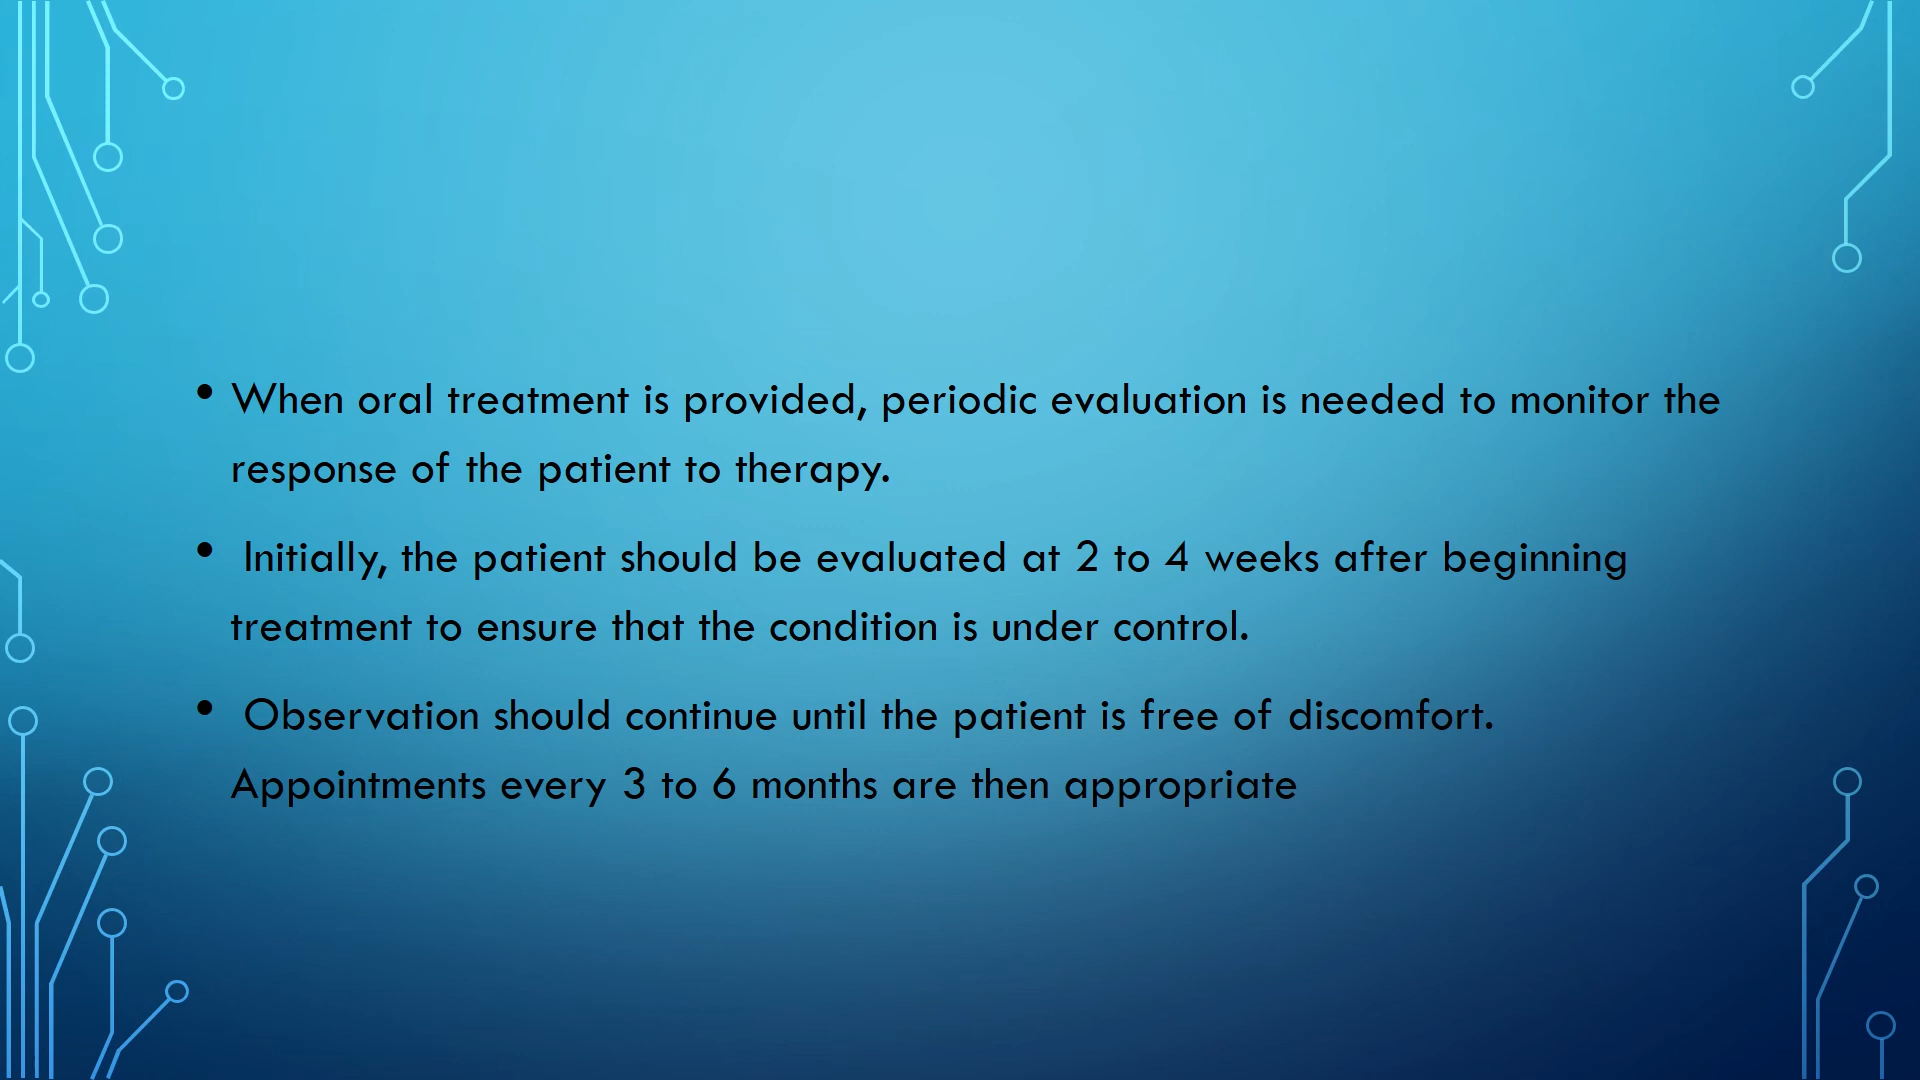 • When oral treatment is provided, periodic evaluation is needed to monitor the
response of the patient to therapy.
• Initially, the patient should be evaluated at 2 to 4 weeks after beginning
treatment to ensure that the condition is under control.
• Observation should continue until the patient is free of discomfort.
Appointments every 3 to 6 months are then appropriate